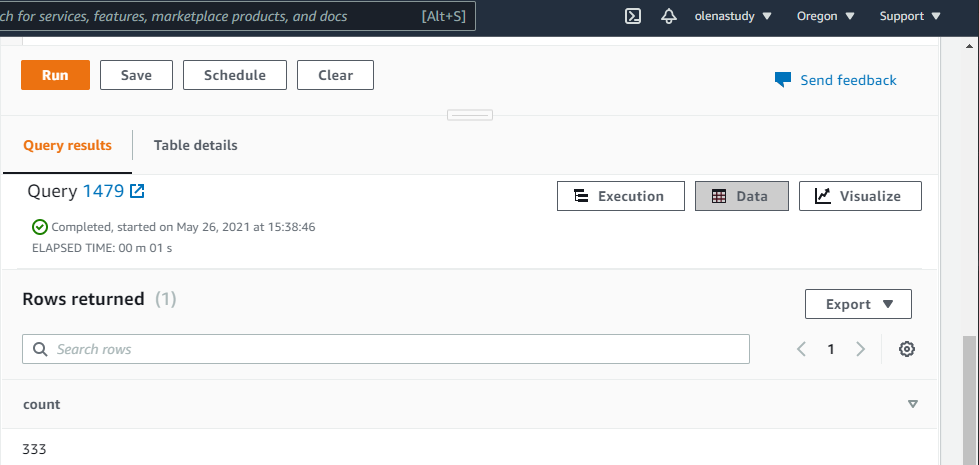 ch for services, features, marketplace products, and docs [Alt+S] olenastudy Oregon Support
Run Save Schedule Clear Send feedback
Query results Table details
Query 1479 Execution Data Visualize
Completed, started on May 26, 2021 at 15:38:46
ELAPSED TIME: 00 m 01 s
Rows returned (1) Export
Search rows 1
count
333